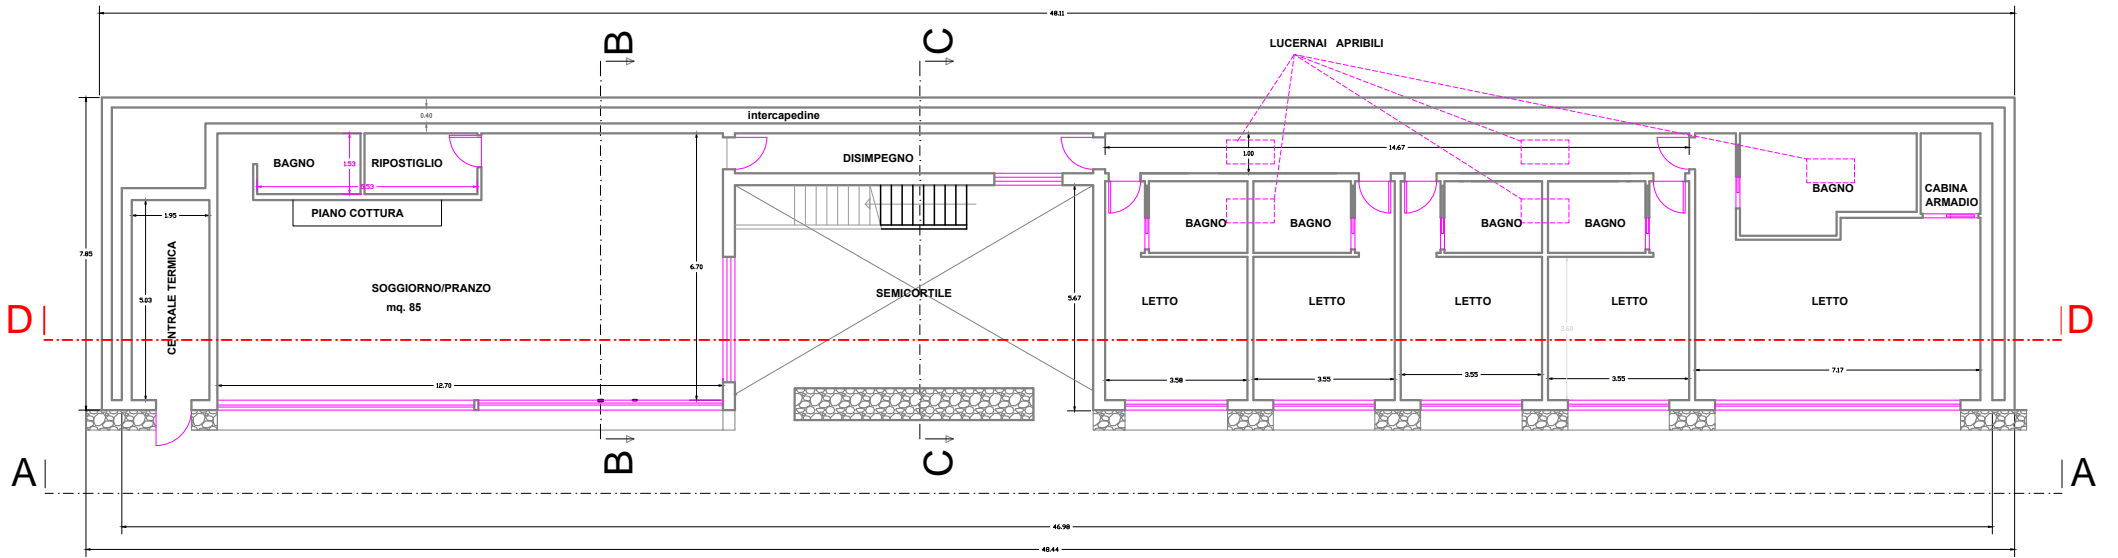 48.11
B
C
LUCERNAI APRIBILI
0.40
intercapedine
BAGNO
1.53
RIPOSTIGLIO
5.53
PIANO COTTURA
DISIMPEGNO
1.00
14.67
BAGNO
CABINA
ARMADIO
1.95
BAGNO
BAGNO
BAGNO
BAGNO
7.85
5.03
CENTRALE TERMICA
SOGGIORNO/PRANZO
mq. 85
6.70
SEMICORTILE
5.67
LETTO
LETTO
LETTO
LETTO
LETTO
D
D
3.60
12.70
3.58
3.55
3.55
3.55
7.17
B
C
A
A
46.98
48.44